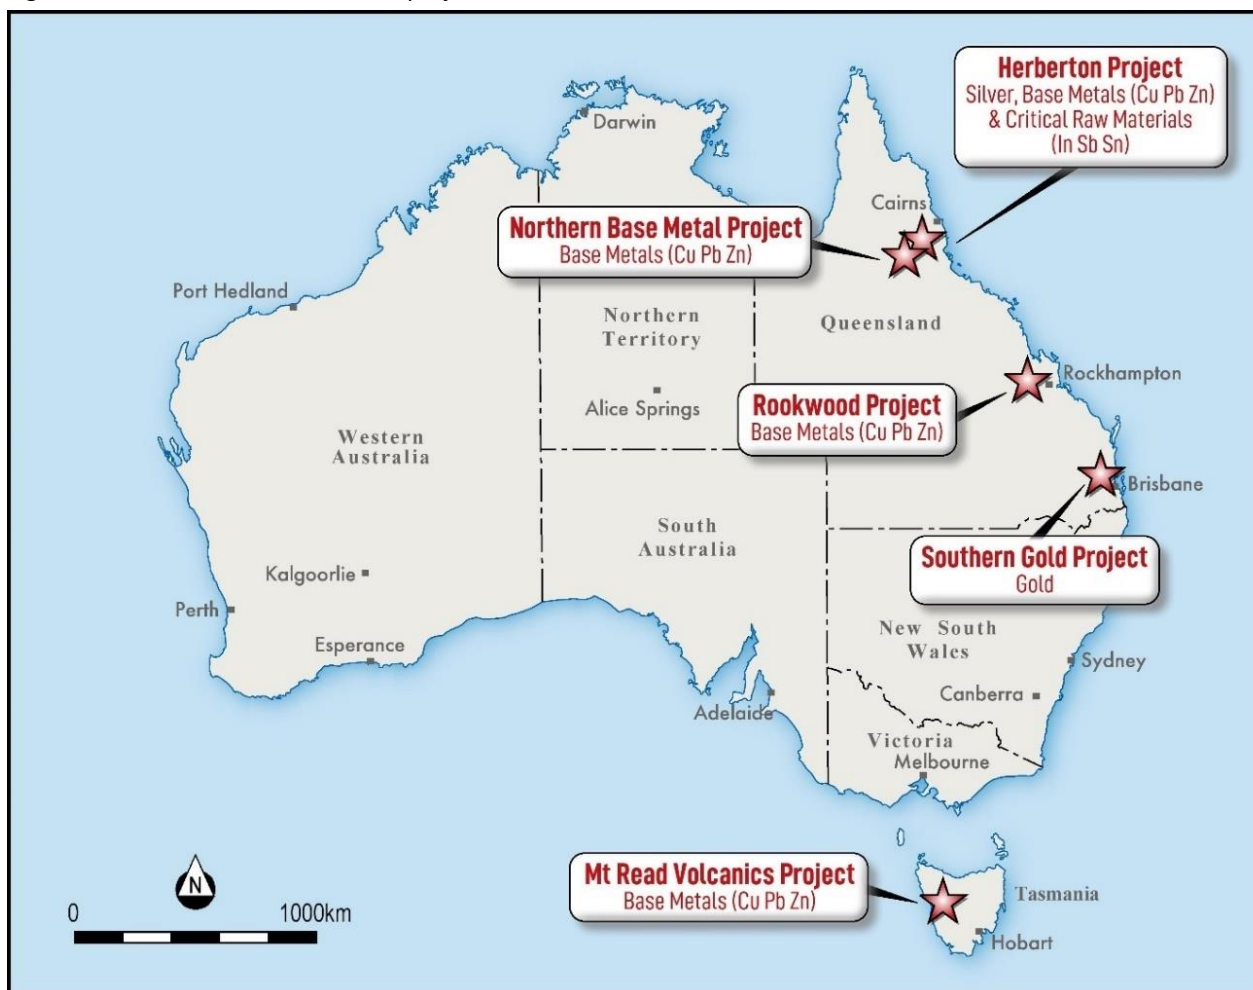 Herberton Project
Silver, Base Metals (Cu Pb Zn)
& Critical Raw Materials
(In Sb Sn)
Darwin
Cairns
Northern Base Metal Project
Base Metals (Cu Pb Zn)
Port Hedland
Northern
Territory
Queensland
Alice Springs
Rockhampton
Rookwood Project
Base Metals (Cu Pb Zn)
Western
Australia
Brisbane
South
Australia
Southern Gold Project
Gold
Kalgoorlie
Perth
Esperance
New South
Wales
Sydney
Canberra
Adelaide
Victoria
Melbourne
Mt Read Volcanics Project
Base Metals (Cu Pb Zn)
Tasmania
Hobart
N
0 1000km